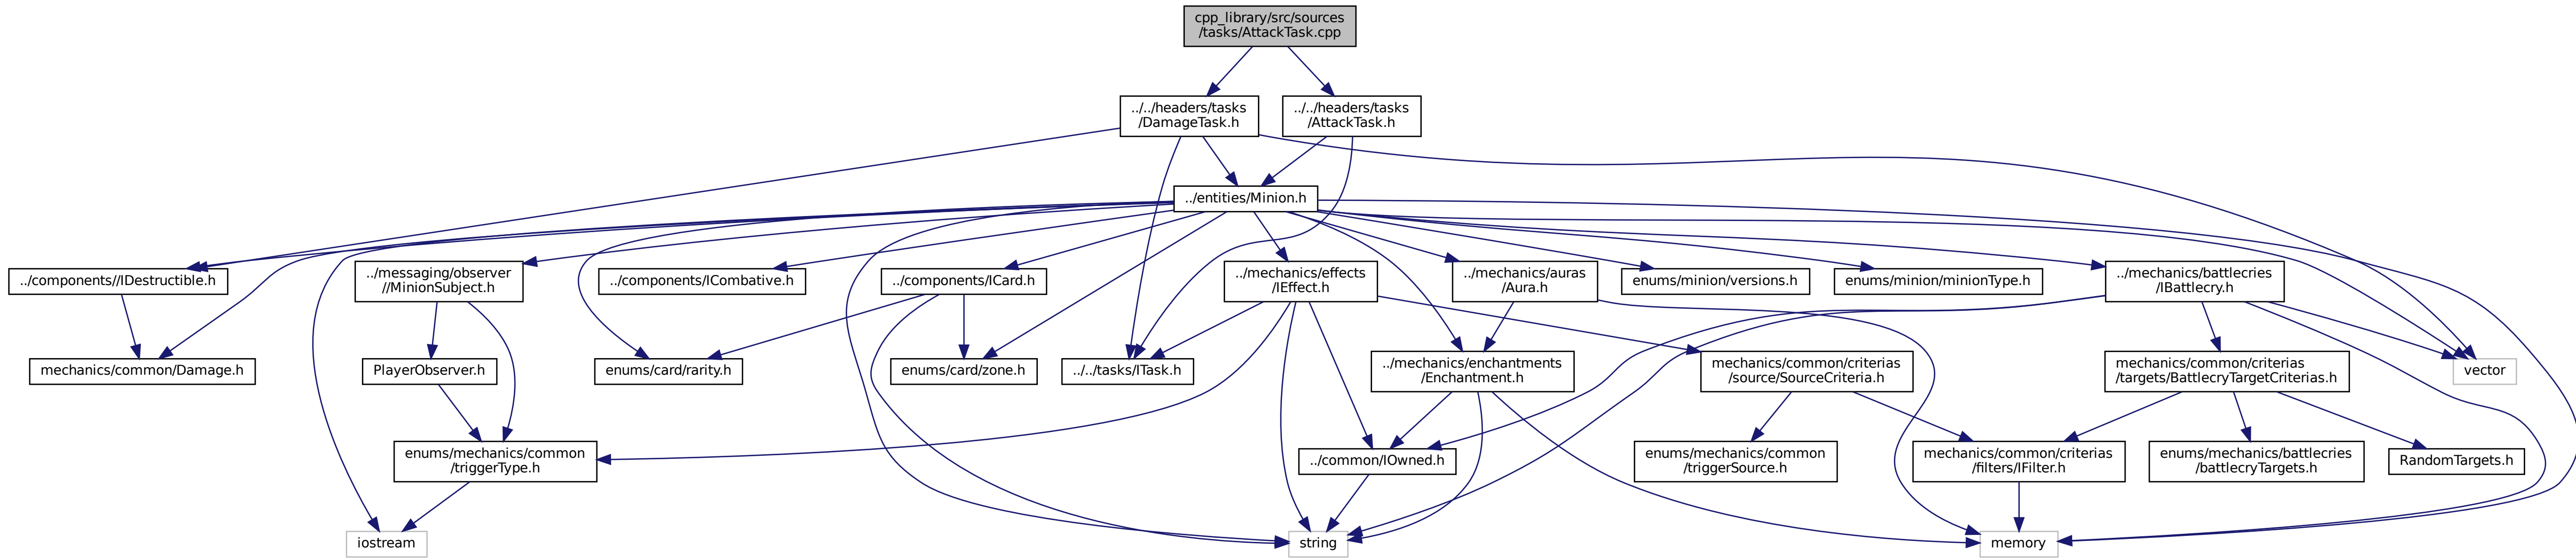 cpp_library/src/sources
/tasks/AttackTask.cpp
../../headers/tasks
/DamageTask.h
../../headers/tasks
/AttackTask.h
../entities/Minion.h
../components//IDestructible.h
../messaging/observer
//MinionSubject.h
../components/ICombative.h
../components/ICard.h
../mechanics/effects
/IEffect.h
../mechanics/auras
/Aura.h
enums/minion/versions.h
enums/minion/minionType.h
../mechanics/battlecries
/IBattlecry.h
mechanics/common/Damage.h
PlayerObserver.h
enums/card/rarity.h
enums/card/zone.h
../../tasks/ITask.h
../mechanics/enchantments
/Enchantment.h
mechanics/common/criterias
/source/SourceCriteria.h
mechanics/common/criterias
/targets/BattlecryTargetCriterias.h
vector
enums/mechanics/common
/triggerType.h
../common/IOwned.h
enums/mechanics/common
/triggerSource.h
mechanics/common/criterias
/filters/IFilter.h
enums/mechanics/battlecries
/battlecryTargets.h
RandomTargets.h
iostream
string
memory